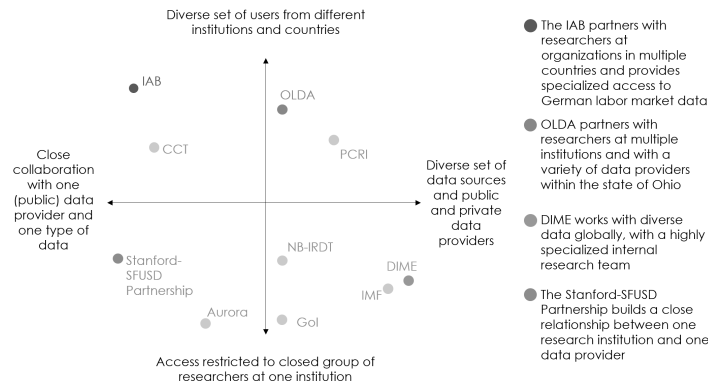 Diverse set of users from different
institutions and countries
IAB
OLDA
CCT
PCRI
Close
collaboration
with one
(public) data
provider and
one type of
data
Diverse set of
data sources
and public
and private
data
providers
Stanford-
SFUSD
Partnership
NB-IRDT
DIME
IMF
Aurora
GoI
Access restricted to closed group of
researchers at one institution
The IAB partners with
researchers at
organizations in multiple
countries and provides
specialized access to
German labor market data
OLDA partners with
researchers at multiple
institutions and with a
variety of data providers
within the state of Ohio
DIME works with diverse
data globally, with a highly
specialized internal
research team
The Stanford-SFUSD
Partnership builds a close
relationship between one
research institution and one
data provider